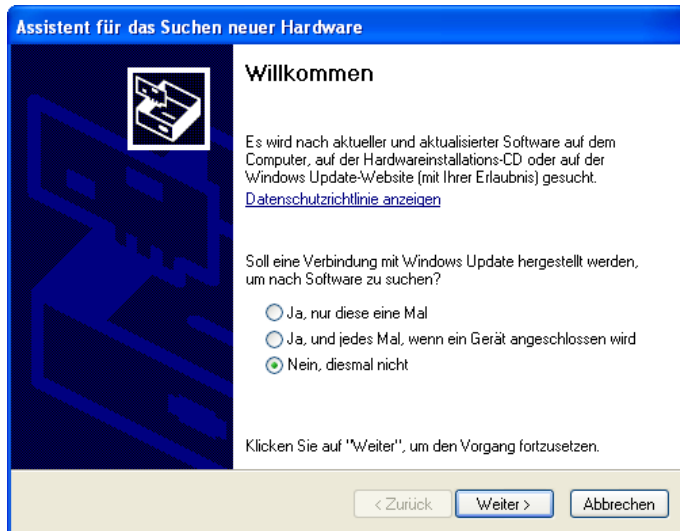 Assistent für das Suchen neuer Hardware
Willkommen
Es wird nach aktueller und aktualisierter Software auf dem
Computer, auf der Hardwareinstallations-CD oder auf der
Windows Update-Website (mit Ihrer Erlaubnis) gesucht.
Datenschutzrichtlinie anzeigen
Soll eine Verbindung mit Windows Update hergestellt werden,
um nach Software zu suchen?
Ja, nur diese eine Mal
Ja, und jedes Mal, wenn ein Gerät angeschlossen wird
Nein, diesmal nicht
Klicken Sie auf "Weiter", um den Vorgang fortzusetzen.
< Zurück Weiter > Abbrechen